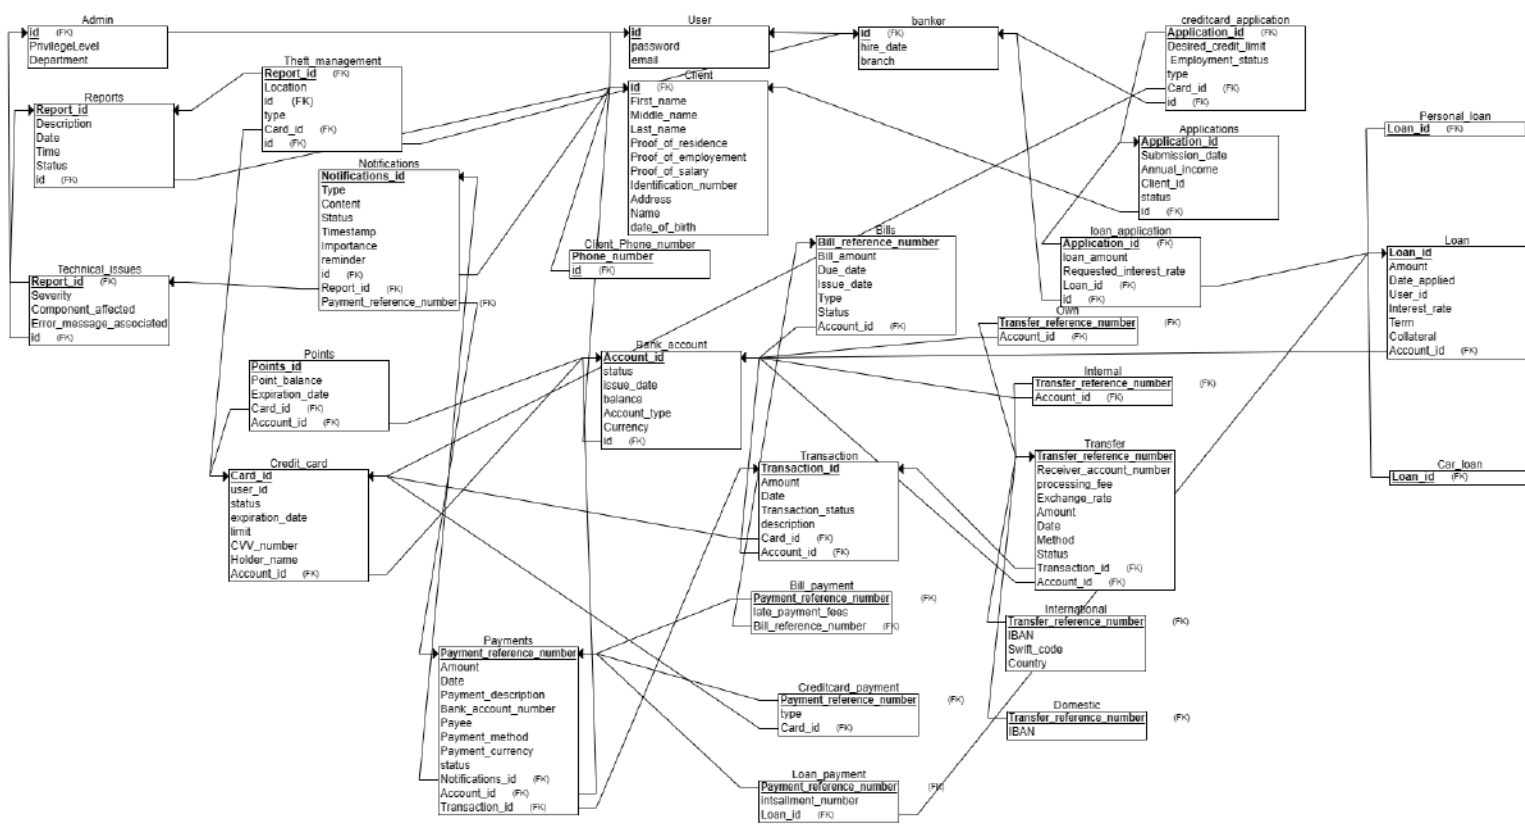 Admin
id (FK)
PrivilegeLevel
Department
User
id
password
email
banker
id (FK)
hire_date
branch
creditcard_application
Application_id (FK)
Desired_credit_limit
Employment_status
type
Card_id (FK)
id (FK)
Theft_management
Report_id (FK)
Location
id (FK)
type
Card_id (FK)
id (FK)
Reports
Report_id
Description
Date
Time
Status
id (FK)
Client
id (FK)
First_name
Middle_name
Last_name
Proof_of_residence
Proof_of_employement
Proof_of_salary
Identification_number
Address
Name
date_of_birth
Personal_loan
Loan_id (FK)
Applications
Application_id
Submission_date
Annual_income
Client_id
status
id (FK)
Notifications
Notifications_id
Type
Content
Status
Timestamp
Importance
reminder
id (FK)
Report_id (FK)
Payment_reference_number (FK)
Client_Phone_number
Phone_number
id (FK)
Bills
Bill_reference_number
Bill_amount
Due_date
Issue_date
Type
Status
Account_id (FK)
loan_application
Application_id (FK)
loan_amount
Requested_interest_rate
Loan_id (FK)
id (FK)
Loan
Loan_id
Amount
Date_applied
User_id
Interest_rate
Term
Collateral
Account_id (FK)
Technical_issues
Report_id (FK)
Severity
Component_affected
Error_message_associated
id (FK)
Own
Transfer_reference_number (FK)
Account_id (FK)
Points
Points_id
Point_balance
Expiration_date
Card_id (FK)
Account_id (FK)
Bank_account
Account_id
status
issue_date
balance
Account_type
Currency
id (FK)
Internal
Transfer_reference_number (FK)
Account_id (FK)
Transfer
Transfer_reference_number
Receiver_account_number
processing_fee
Exchange_rate
Amount
Date
Method
Status
Transaction_id (FK)
Account_id (FK)
Car_loan
Loan_id (FK)
Credit_card
Card_id
user_id
status
expiration_date
limit
CVV_number
Holder_name
Account_id (FK)
Transaction
Transaction_id
Amount
Date
Transaction_status
description
Card_id (FK)
Account_id (FK)
Bill_payment
Payment_reference_number (FK)
late_payment_fees
Bill_reference_number (FK)
International
Transfer_reference_number (FK)
IBAN
Swift_code
Country
Payments
Payment_reference_number
Amount
Date
Payment_description
Bank_account_number
Payee
Payment_method
Payment_currency
status
Notifications_id (FK)
Account_id (FK)
Transaction_id (FK)
Creditcard_payment
Payment_reference_number (FK)
type
Card_id (FK)
Domestic
Transfer_reference_number (FK)
IBAN
Loan_payment
Payment_reference_number (FK)
intsallment_number
Loan_id (FK)